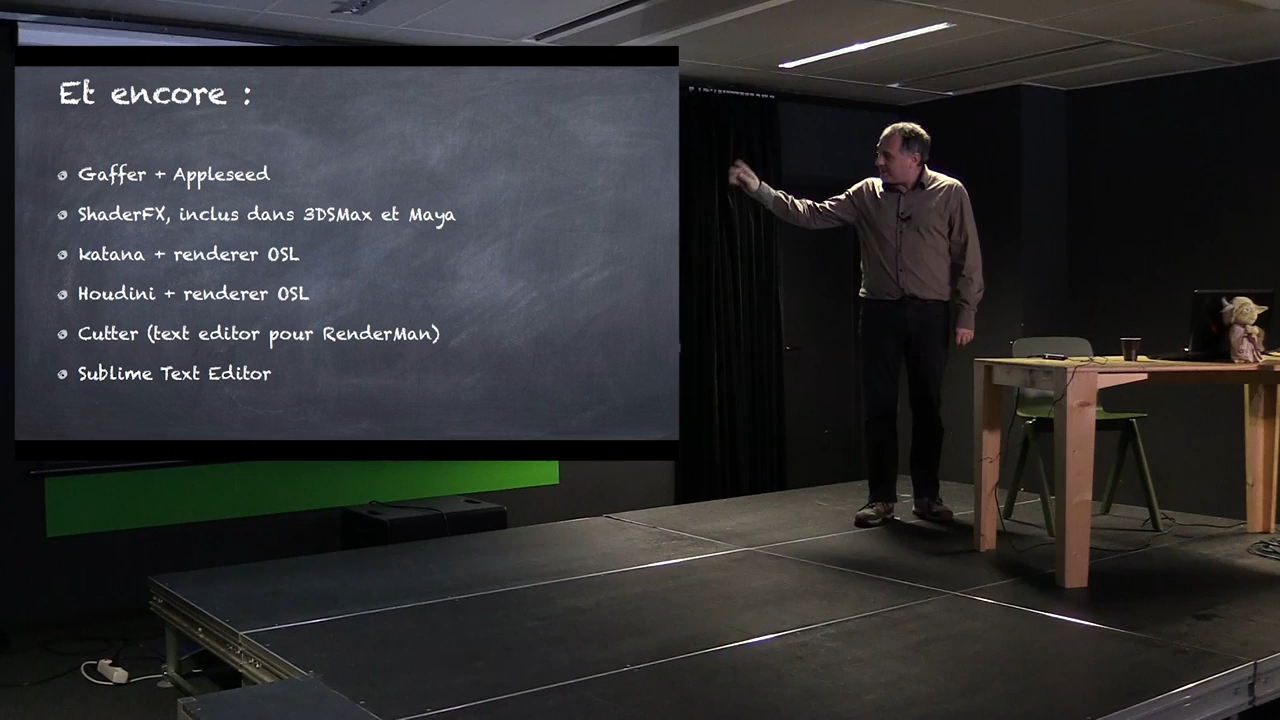 Et encore :
Gaffer + Appleseed
ShaderFX, inclus dans 3DSMax et Maya
katana + renderer OSL
Houdini + renderer OSL
Cutter (text editor pour RenderMan)
Sublime Text Editor